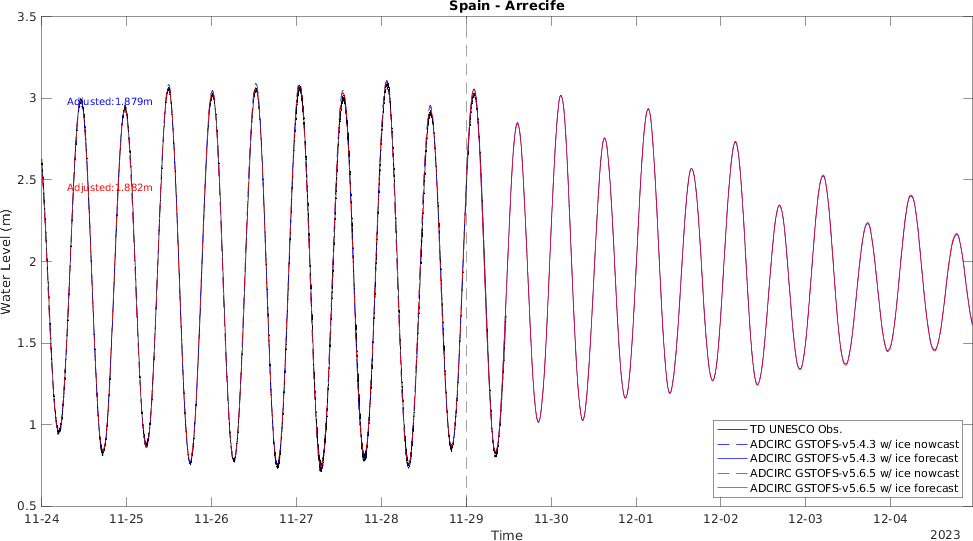 Spain - Arrecife
3.5
3
2.5
2
1.5
1
0.5
Water Level (m)
Adjusted:1.879m
Adjusted:1.882m
TD UNESCO Obs.
ADCIRC GSTOFS-v5.4.3 w/ ice nowcast
ADCIRC GSTOFS-v5.4.3 w/ ice forecast
ADCIRC GSTOFS-v5.6.5 w/ ice nowcast
ADCIRC GSTOFS-v5.6.5 w/ ice forecast
11-24 11-25 11-26 11-27 11-28 11-29 11-30 12-01 12-02 12-03 12-04
Time
2023